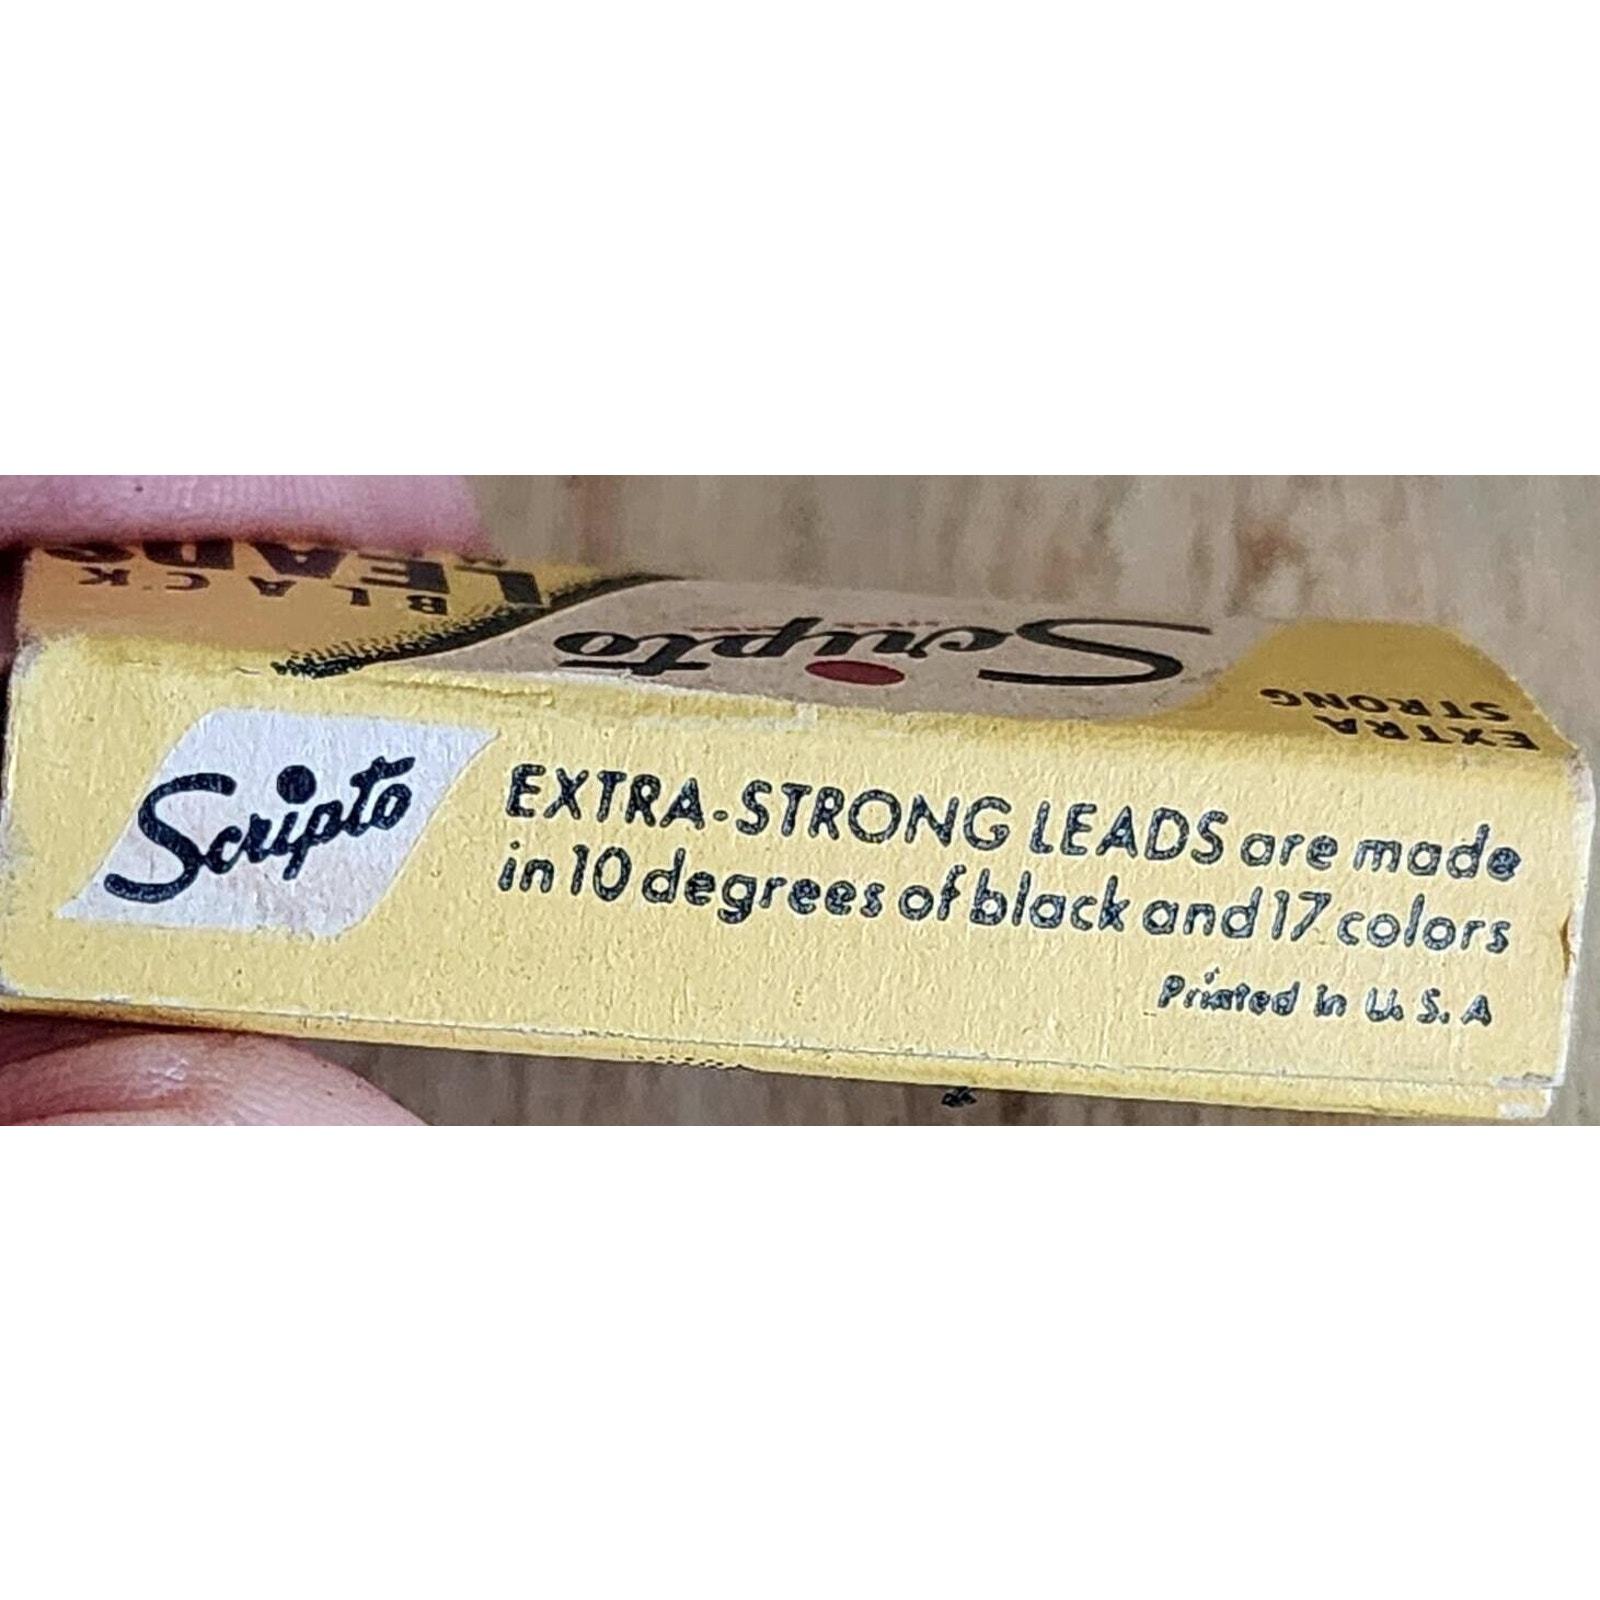 BLACK
LEADS
Scripto
EXTRA
STRONG
Scripto
EXTRA-STRONG LEADS are made
in 10 degrees of black and 17 colors
Printed in U. S. A